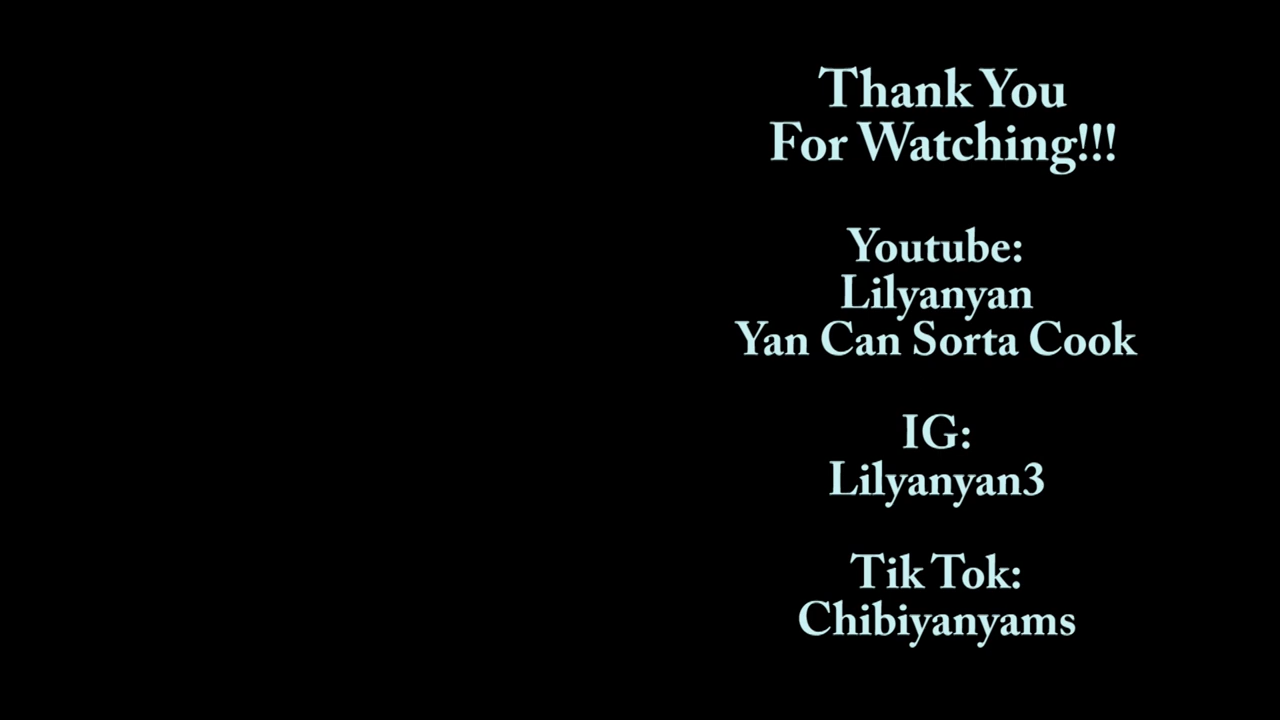 Thank You
For Watching!!!
Youtube:
Lilyanyan
Yan Can Sorta Cook
IG:
Lilyanyan3
Tik Tok:
Chibiyanyams